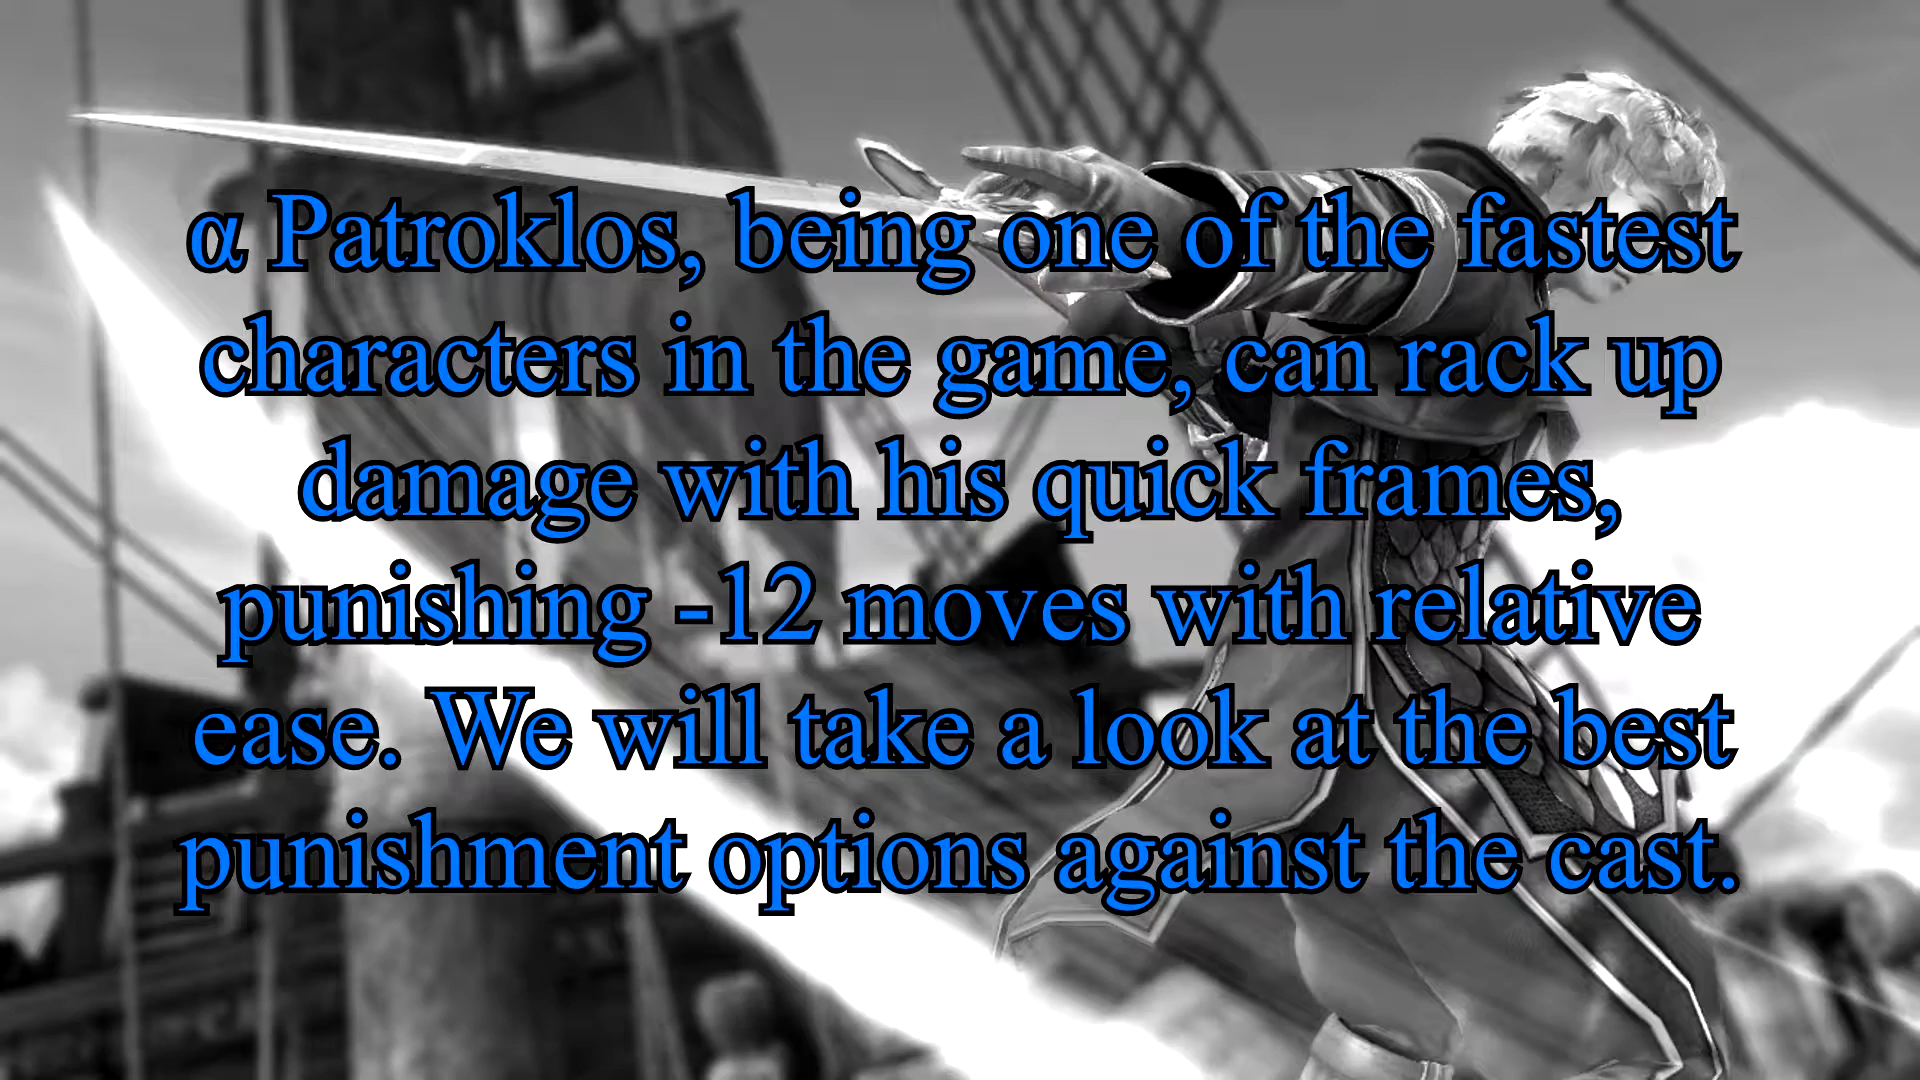 α Patroklos, being one of the fastest
characters in the game, can rack up
damage with his quick frames,
punishing -12 moves with relative
ease. We will take a look at the best
punishment options against the cast.